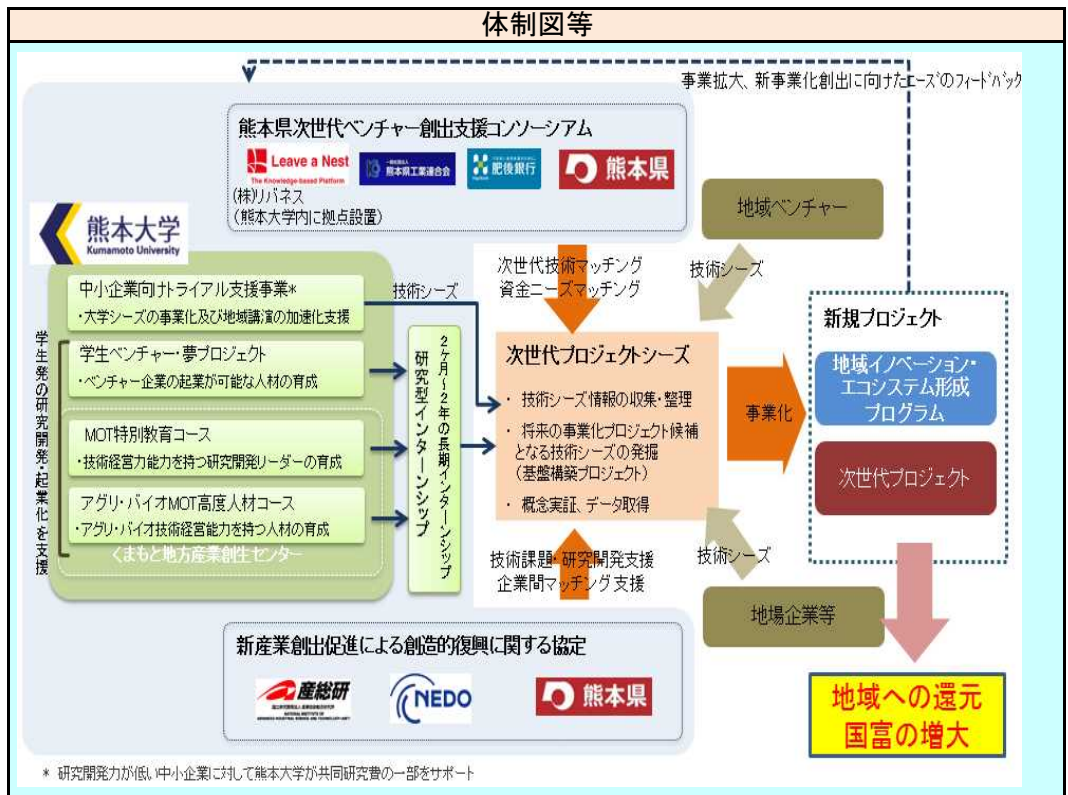 体制図等
事業拡大、新事業化創出に向けたニーズのフィードバック
熊本県次世代ベンチャー創出支援コンソーシアム
Leave a Nest
The Knowledge-based Platform
一般社団法人
熊本県工業連合会
肥後銀行
熊本県
(株)リバネス
(熊本大学内に拠点設置)
熊本大学
Kumamoto University
地域ベンチャー
次世代技術マッチング
資金ニーズマッチング
技術シーズ
中小企業向けトライアル支援事業*
・大学シーズの事業化及び地域講演の加速化支援
技術シーズ
学生ベンチャー・夢プロジェクト
・ベンチャー企業の起業が可能な人材の育成
MOT特別教育コース
・技術経営力能力を持つ研究開発リーダーの育成
アグリ・バイオMOT高度人材コース
・アグリ・バイオ技術経営能力を持つ人材の育成
くまもと地方産業創生センター
学生発の研究開発・起業化を支援
研究型インターンシップ
2ヶ月~2年の長期インターンシップ
次世代プロジェクトシーズ
・ 技術シーズ情報の収集・整理
・ 将来の事業化プロジェクト候補
となる技術シーズの発掘
(基盤構築プロジェクト)
・ 概念実証、データ取得
事業化
新規プロジェクト
地域イノベーション・
エコシステム形成
プログラム
次世代プロジェクト
技術課題・研究開発支援
企業間マッチング支援
技術シーズ
地場企業等
新産業創出促進による創造的復興に関する協定
産総研
NEDO
熊本県
地域への還元
国富の増大
* 研究開発力が低い中小企業に対して熊本大学が共同研究費の一部をサポート